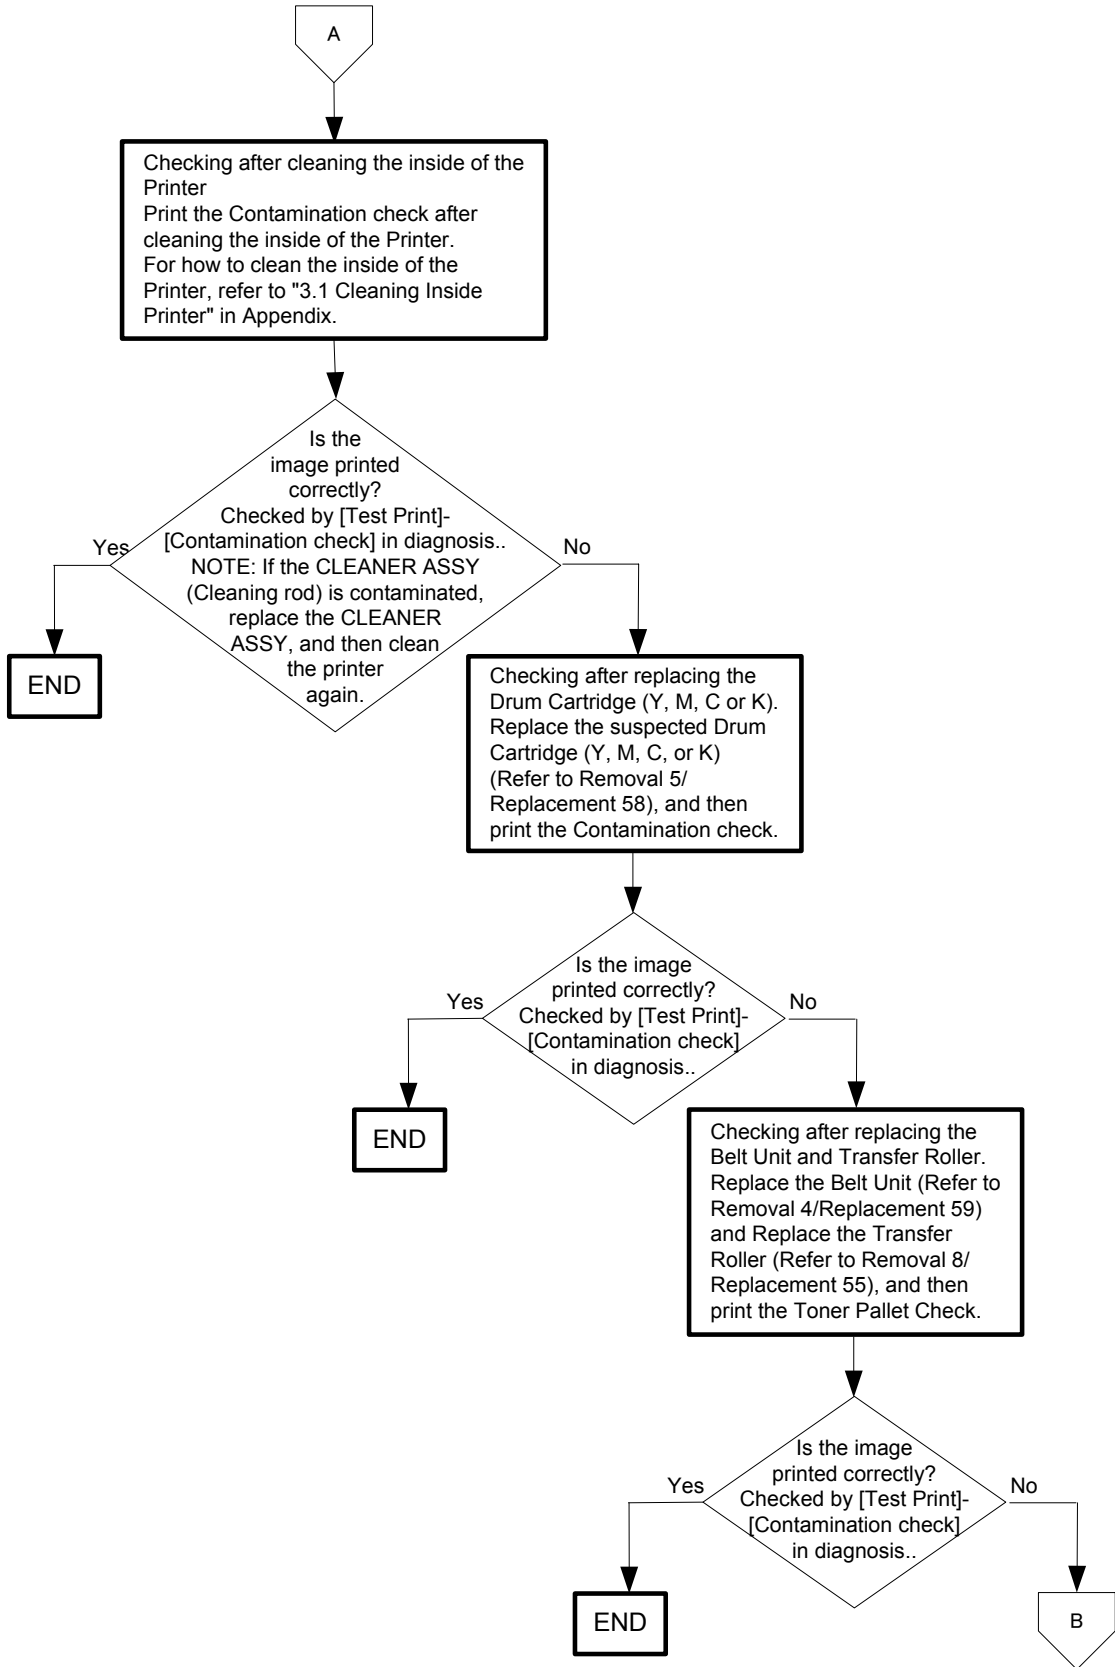 A
Checking after cleaning the inside of the
Printer
Print the Contamination check after
cleaning the inside of the Printer.
For how to clean the inside of the
Printer, refer to "3.1 Cleaning Inside
Printer" in Appendix.
Is the
image printed
correctly?
Checked by [Test Print]-
[Contamination check] in diagnosis..
NOTE: If the CLEANER ASSY
(Cleaning rod) is contaminated,
replace the CLEANER
ASSY, and then clean
the printer
again.
Yes
No
END
Checking after replacing the
Drum Cartridge (Y, M, C or K).
Replace the suspected Drum
Cartridge (Y, M, C, or K)
(Refer to Removal 5/
Replacement 58), and then
print the Contamination check.
Is the image
printed correctly?
Checked by [Test Print]-
[Contamination check]
in diagnosis..
Yes
No
END
Checking after replacing the
Belt Unit and Transfer Roller.
Replace the Belt Unit (Refer to
Removal 4/Replacement 59)
and Replace the Transfer
Roller (Refer to Removal 8/
Replacement 55), and then
print the Toner Pallet Check.
Is the image
printed correctly?
Checked by [Test Print]-
[Contamination check]
in diagnosis..
Yes
No
END
B